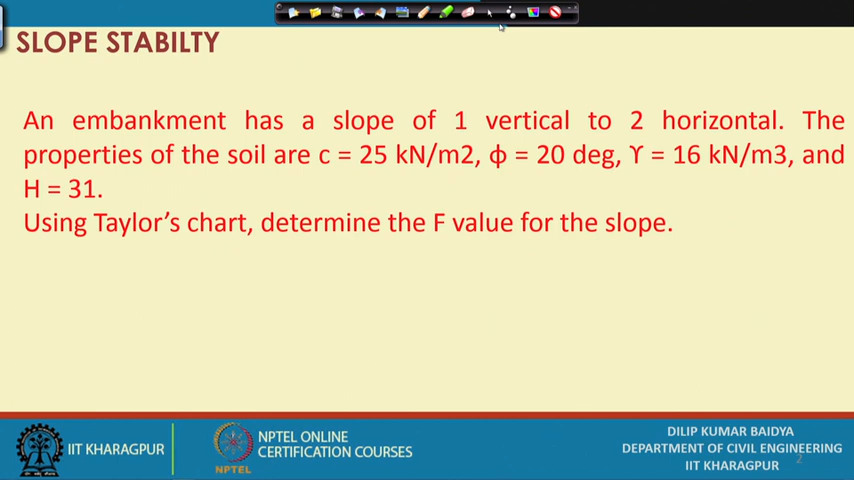 SLOPE STABILTY
An embankment has a slope of 1 vertical to 2 horizontal. The
properties of the soil are c = 25 kN/m2, ϕ = 20 deg, ϒ = 16 kN/m3, and
H = 31.
Using Taylor's chart, determine the F value for the slope.
IIT KHARAGPUR
NPTEL
NPTEL ONLINE
CERTIFICATION COURSES
DILIP KUMAR BAIDYA
DEPARTMENT OF CIVIL ENGINEERING
IIT KHARAGPUR
2